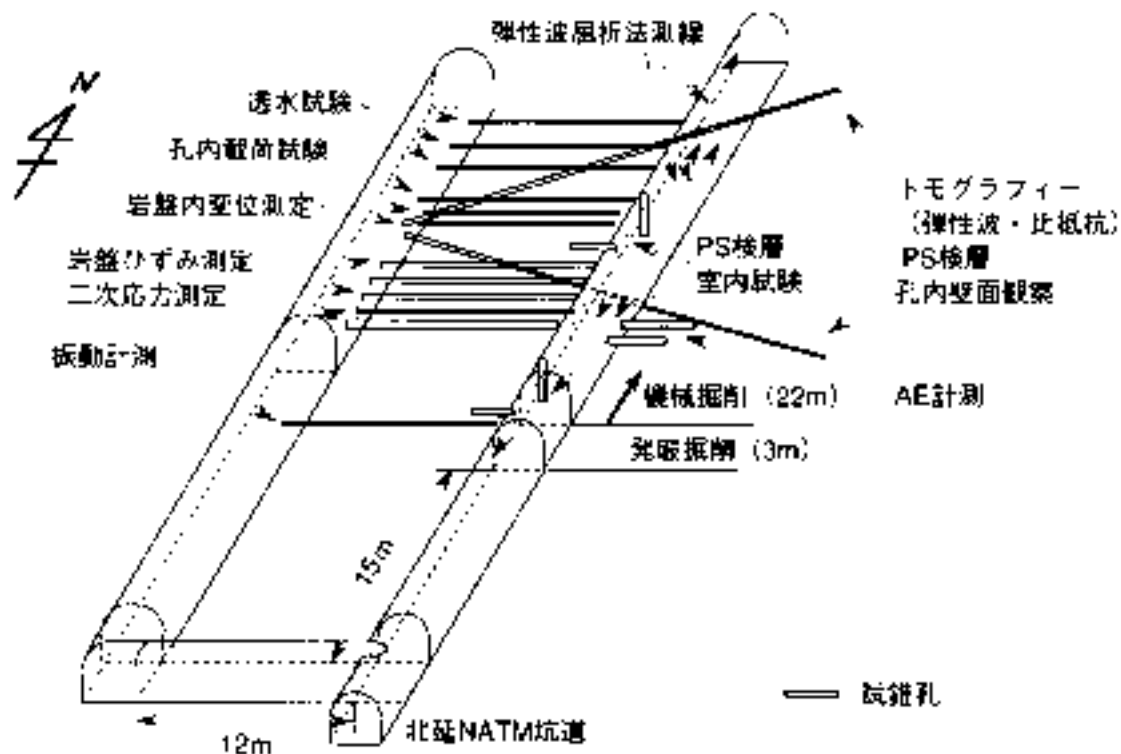 弾性波屈折法測線
N
透水試験
孔内載荷試験
岩盤内変位測定
岩盤ひずみ測定
二次応力測定
振動計測
トモグラフィー
(弾性波・比抵抗)
PS検層
孔内壁面観察
PS検層
室内試験
機械掘削 (22m)
AE計測
発破掘削 (3m)
15m
試錐孔
北延NATM坑道
12m